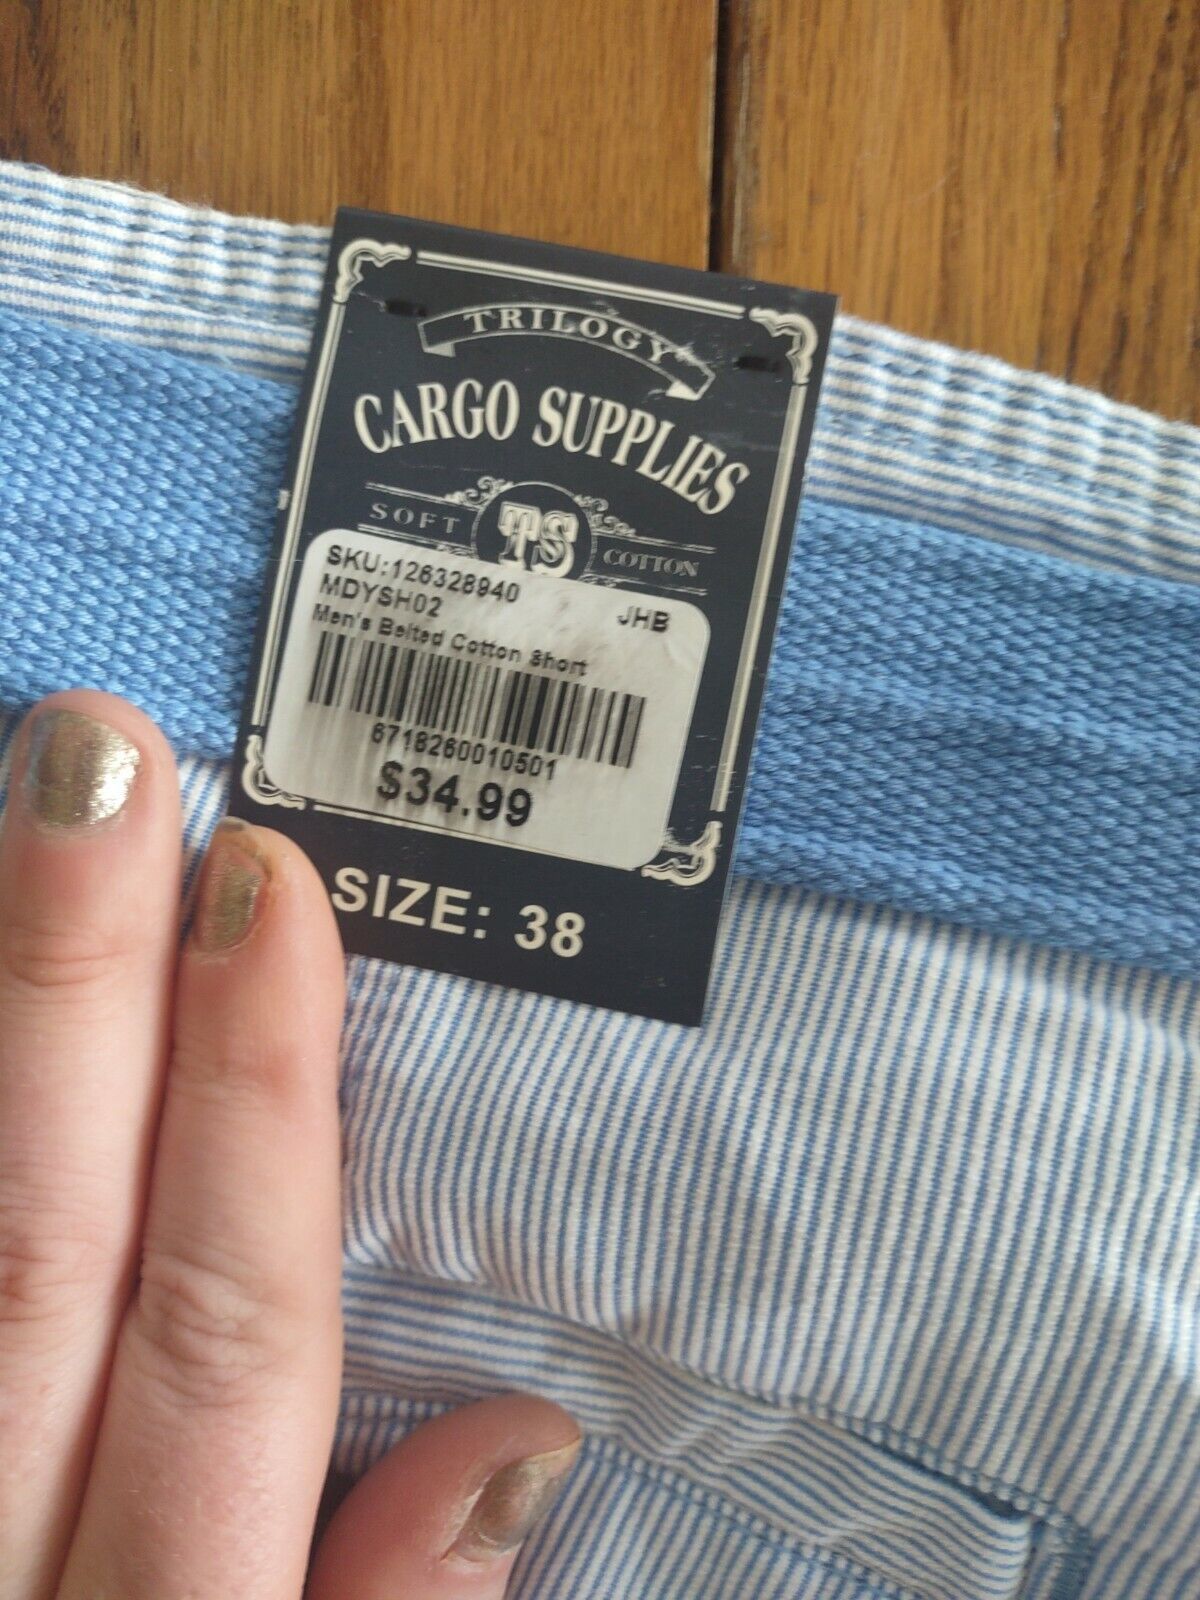 TRILOGY
CARGO SUPPLIES
SOFT TS COTTON
SKU:126328940
MDYSH02 JHB
Men's Belted Cotton Short
6718260010501
$34.99
SIZE: 38